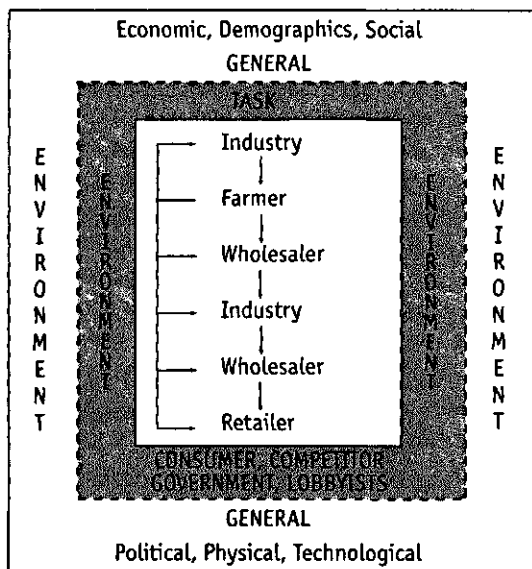 Economic, Demographics, Social
GENERAL
TASK
ENVIRONMENT
ENVIRONMENT
Industry
Farmer
Wholesaler
Industry
Wholesaler
Retailer
ENVIRONMENT
ENVIRONMENT
CONSUMER, COMPETITOR
GOVERNMENT, LOBBYISTS
GENERAL
Political, Physical, Technological